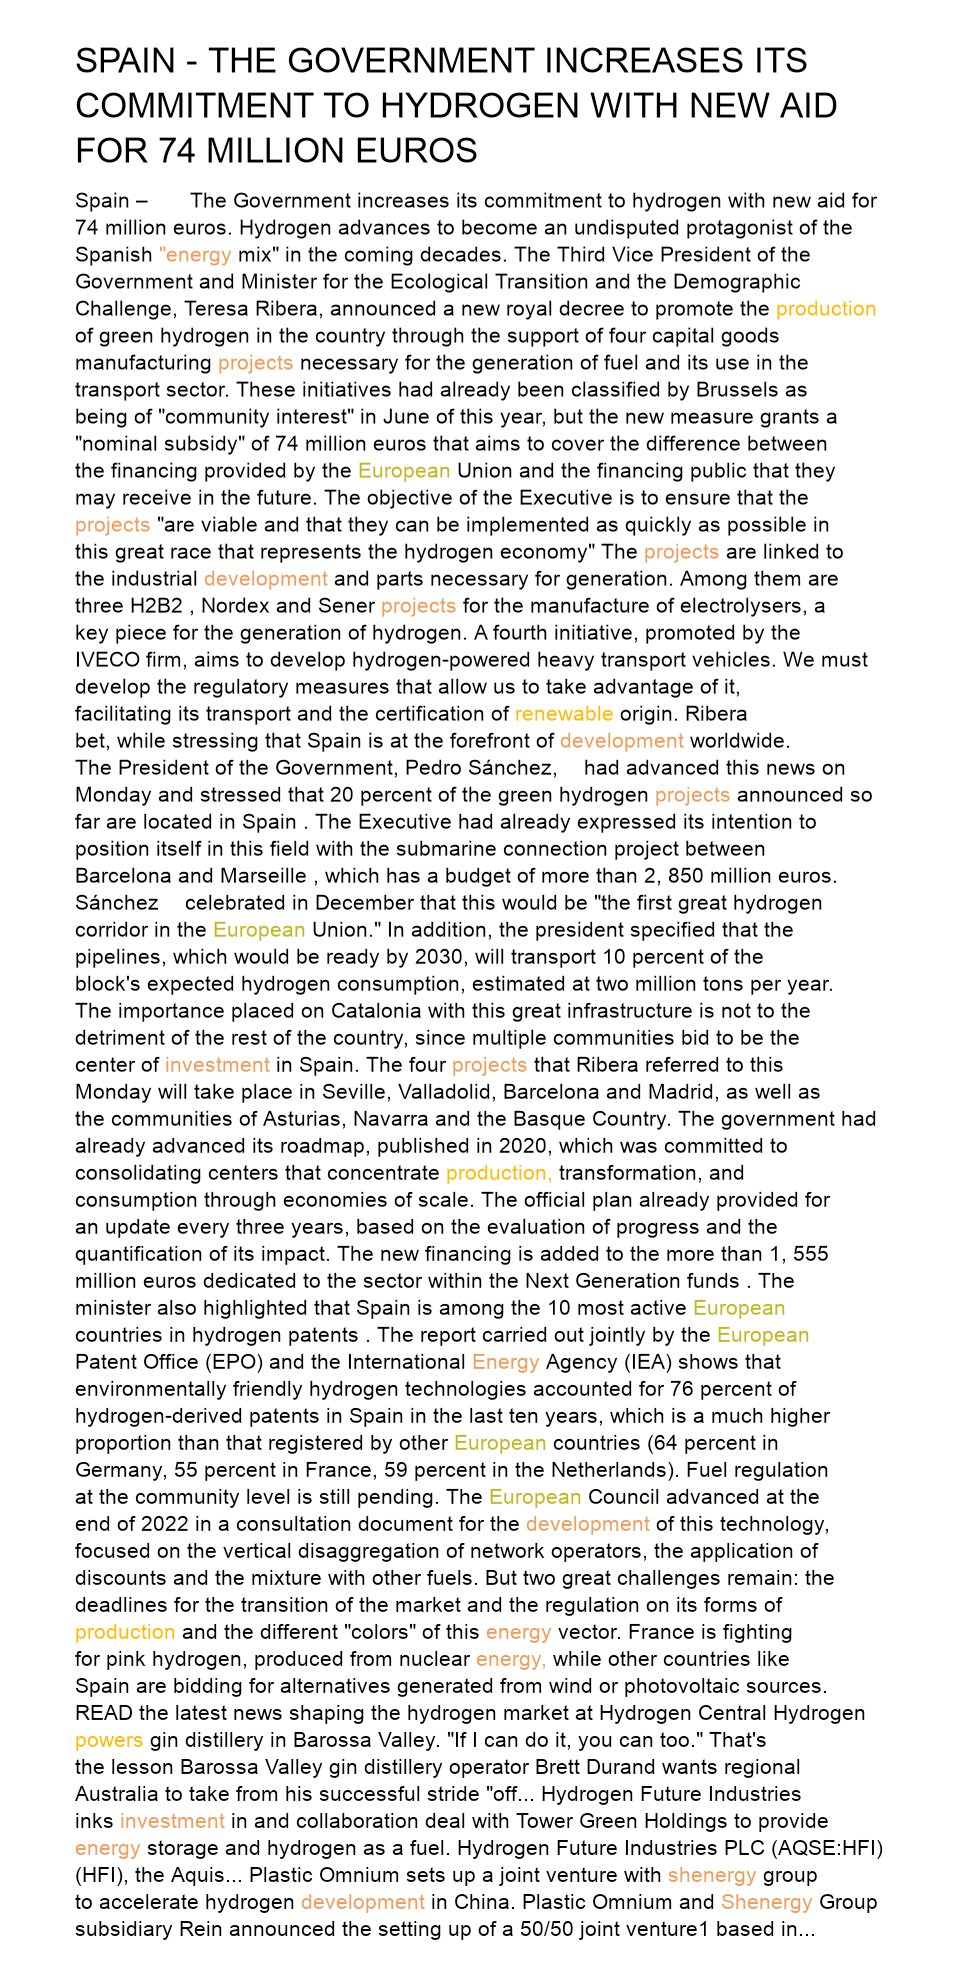 SPAIN - THE GOVERNMENT INCREASES ITS
COMMITMENT TO HYDROGEN WITH NEW AID
FOR 74 MILLION EUROS
Spain – The Government increases its commitment to hydrogen with new aid for
74 million euros. Hydrogen advances to become an undisputed protagonist of the
Spanish "energy mix" in the coming decades. The Third Vice President of the
Government and Minister for the Ecological Transition and the Demographic
Challenge, Teresa Ribera, announced a new royal decree to promote the production
of green hydrogen in the country through the support of four capital goods
manufacturing projects necessary for the generation of fuel and its use in the
transport sector. These initiatives had already been classified by Brussels as
being of "community interest" in June of this year, but the new measure grants a
"nominal subsidy" of 74 million euros that aims to cover the difference between
the financing provided by the European Union and the financing public that they
may receive in the future. The objective of the Executive is to ensure that the
projects "are viable and that they can be implemented as quickly as possible in
this great race that represents the hydrogen economy" The projects are linked to
the industrial development and parts necessary for generation. Among them are
three H2B2 , Nordex and Sener projects for the manufacture of electrolysers, a
key piece for the generation of hydrogen. A fourth initiative, promoted by the
IVECO firm, aims to develop hydrogen-powered heavy transport vehicles. We must
develop the regulatory measures that allow us to take advantage of it,
facilitating its transport and the certification of renewable origin. Ribera
bet, while stressing that Spain is at the forefront of development worldwide.
The President of the Government, Pedro Sánchez, had advanced this news on
Monday and stressed that 20 percent of the green hydrogen projects announced so
far are located in Spain . The Executive had already expressed its intention to
position itself in this field with the submarine connection project between
Barcelona and Marseille , which has a budget of more than 2, 850 million euros.
Sánchez celebrated in December that this would be "the first great hydrogen
corridor in the European Union." In addition, the president specified that the
pipelines, which would be ready by 2030, will transport 10 percent of the
block's expected hydrogen consumption, estimated at two million tons per year.
The importance placed on Catalonia with this great infrastructure is not to the
detriment of the rest of the country, since multiple communities bid to be the
center of investment in Spain. The four projects that Ribera referred to this
Monday will take place in Seville, Valladolid, Barcelona and Madrid, as well as
the communities of Asturias, Navarra and the Basque Country. The government had
already advanced its roadmap, published in 2020, which was committed to
consolidating centers that concentrate production, transformation, and
consumption through economies of scale. The official plan already provided for
an update every three years, based on the evaluation of progress and the
quantification of its impact. The new financing is added to the more than 1, 555
million euros dedicated to the sector within the Next Generation funds . The
minister also highlighted that Spain is among the 10 most active European
countries in hydrogen patents . The report carried out jointly by the European
Patent Office (EPO) and the International Energy Agency (IEA) shows that
environmentally friendly hydrogen technologies accounted for 76 percent of
hydrogen-derived patents in Spain in the last ten years, which is a much higher
proportion than that registered by other European countries (64 percent in
Germany, 55 percent in France, 59 percent in the Netherlands). Fuel regulation
at the community level is still pending. The European Council advanced at the
end of 2022 in a consultation document for the development of this technology,
focused on the vertical disaggregation of network operators, the application of
discounts and the mixture with other fuels. But two great challenges remain: the
deadlines for the transition of the market and the regulation on its forms of
production and the different "colors" of this energy vector. France is fighting
for pink hydrogen, produced from nuclear energy, while other countries like
Spain are bidding for alternatives generated from wind or photovoltaic sources.
READ the latest news shaping the hydrogen market at Hydrogen Central Hydrogen
powers gin distillery in Barossa Valley. "If I can do it, you can too." That's
the lesson Barossa Valley gin distillery operator Brett Durand wants regional
Australia to take from his successful stride "off... Hydrogen Future Industries
inks investment in and collaboration deal with Tower Green Holdings to provide
energy storage and hydrogen as a fuel. Hydrogen Future Industries PLC (AQSE:HFI)
(HFI), the Aquis... Plastic Omnium sets up a joint venture with shenergy group
to accelerate hydrogen development in China. Plastic Omnium and Shenergy Group
subsidiary Rein announced the setting up of a 50/50 joint venture1 based in...